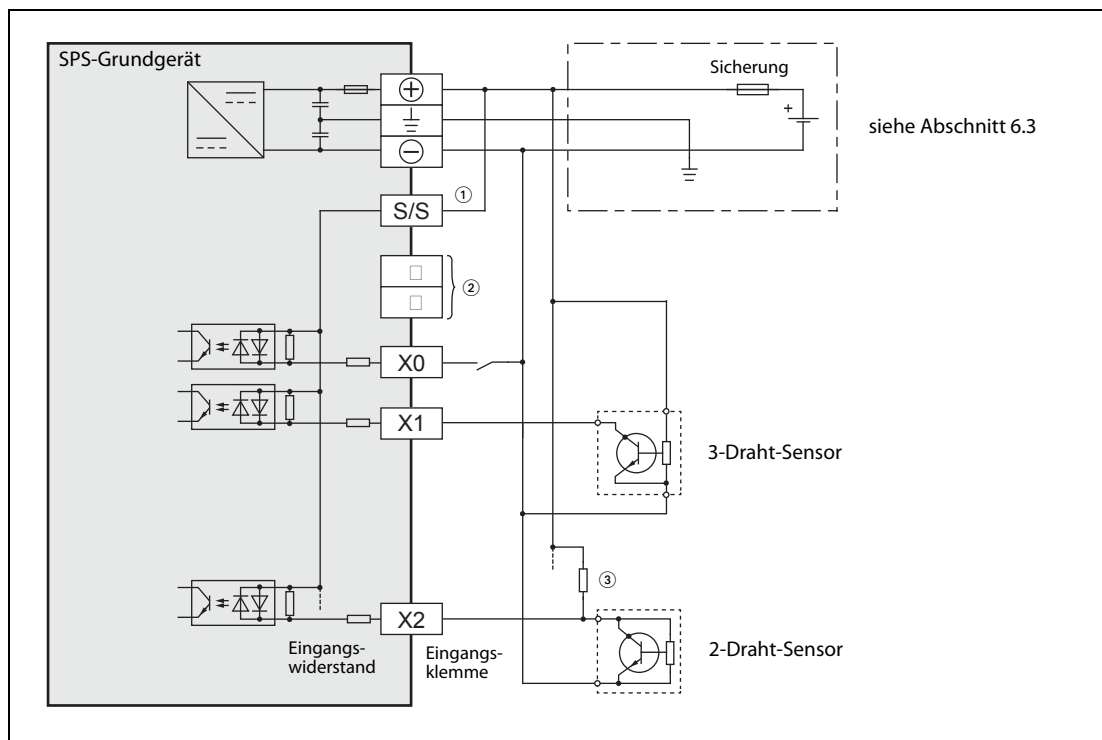 SPS-Grundgerät
Sicherung
+
siehe Abschnitt 6.3
S/S
①
②
X0
X1
3-Draht-Sensor
③
X2
Eingangs-
widerstand
Eingangs-
klemme
2-Draht-Sensor